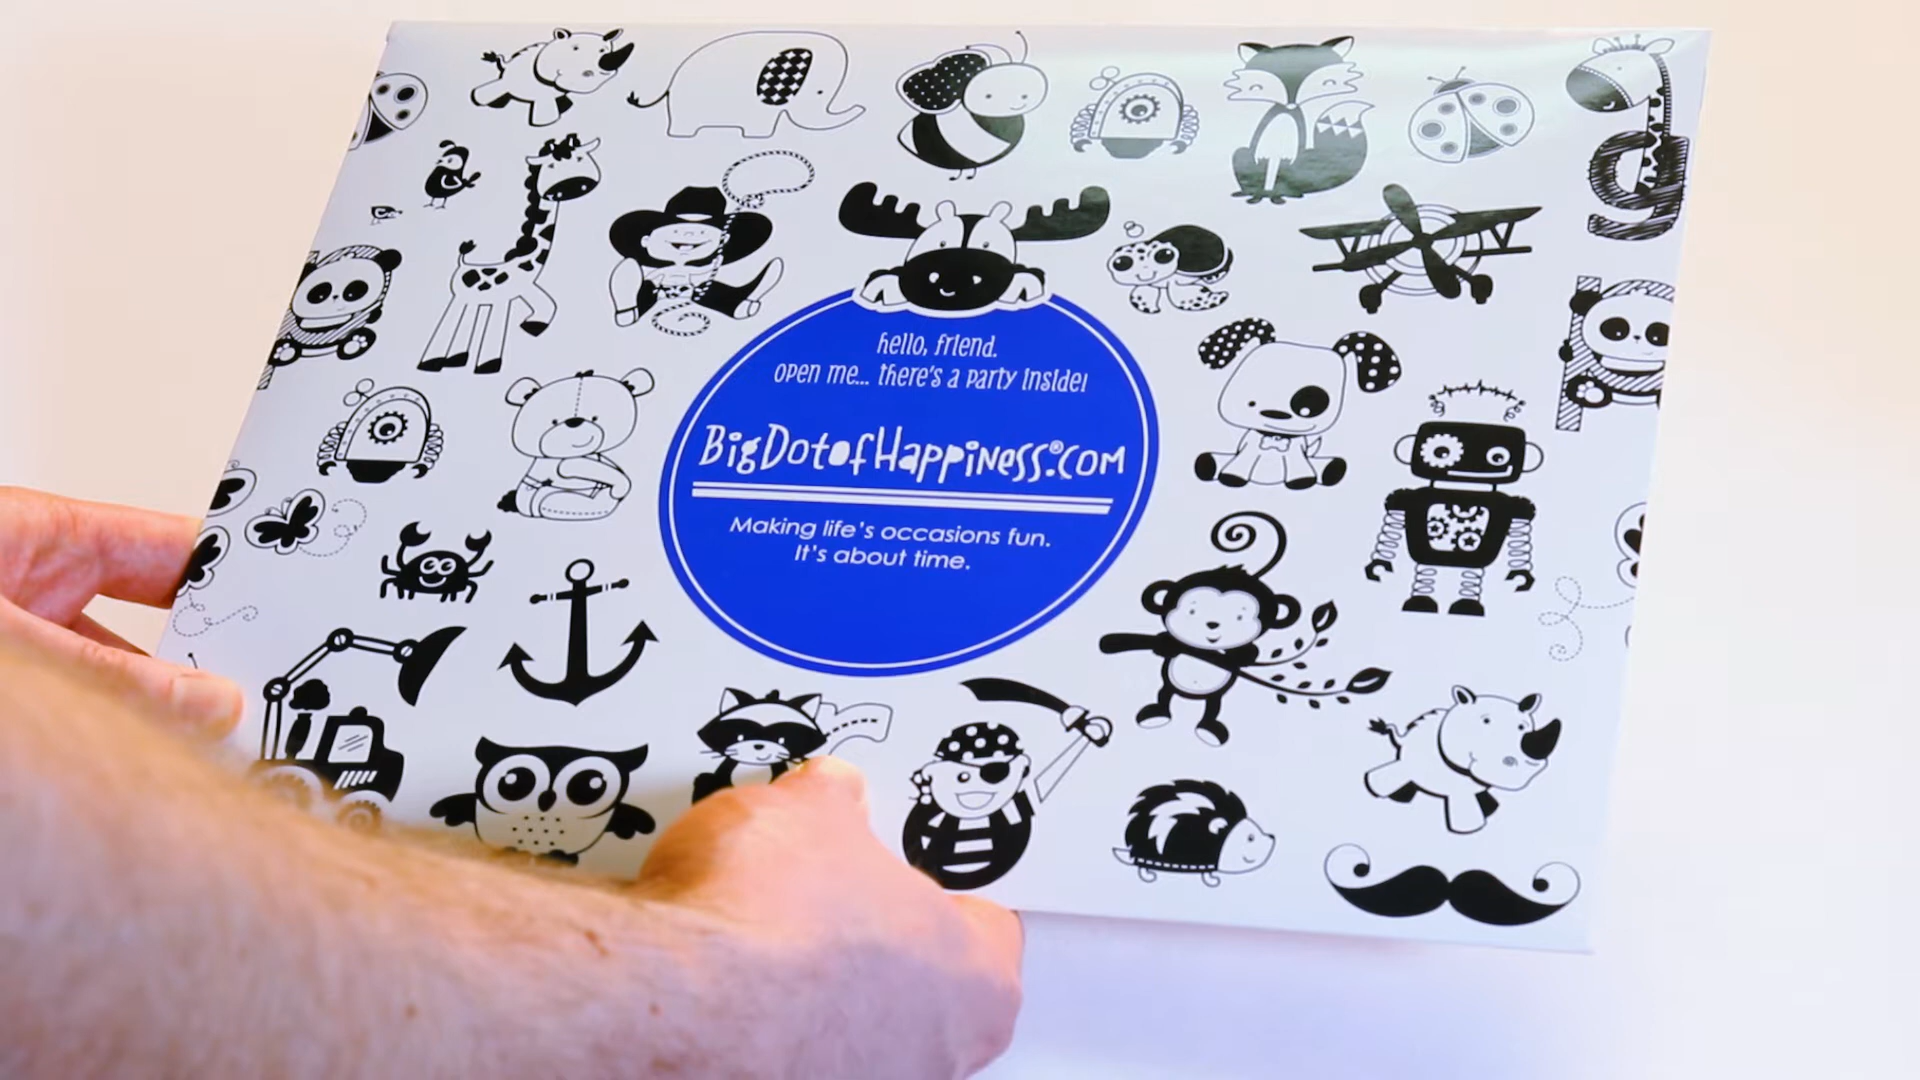 hello, friend.
open me... there's a party inside!
BigDotofHappiness®.com
Making life's occasions fun.
It's about time.
g